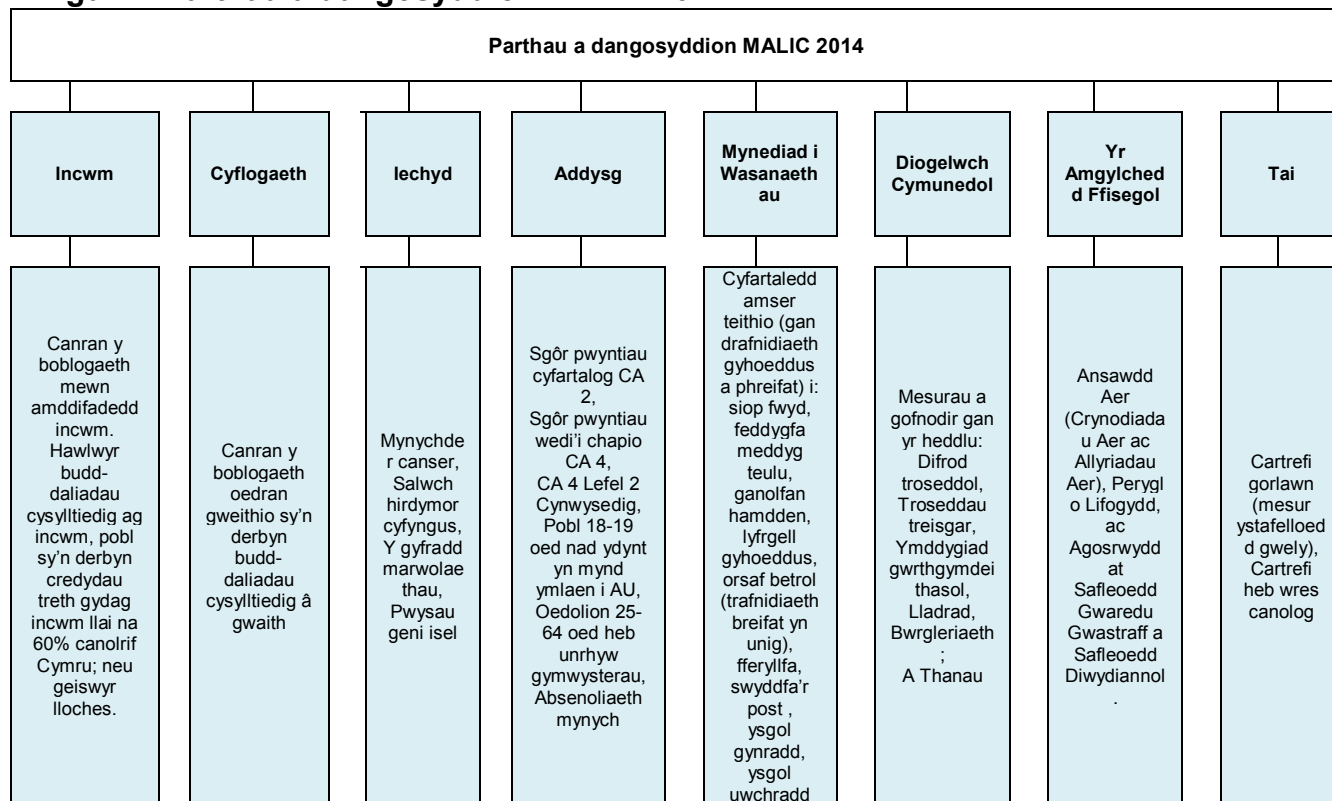 Parthau a dangosyddion MALIC 2014
Incwm
Cyflogaeth
Iechyd
Addysg
Mynediad i
Wasanaeth
au
Diogelwch
Cymunedol
Yr
Amgylched
d Ffisegol
Tai
Canran y
boblogaeth
mewn
amddifadedd
incwm.
Hawlwyr
budd-
daliadau
cysylltiedig ag
incwm, pobl
sy'n derbyn
credydau
treth gydag
incwm llai na
60% canolrif
Cymru; neu
geiswyr
lloches.
Canran y
boblogaeth
oedran
gweithio sy'n
derbyn
budd-
daliadau
cysylltiedig â
gwaith
Mynychde
r canser,
Salwch
hirdymor
cyfyngus,
Y gyfradd
marwolae
thau,
Pwysau
geni isel
Sgôr pwyntiau
cyfartalog CA
2,
Sgôr pwyntiau
wedi'i chapio
CA 4,
CA 4 Lefel 2
Cynwysedig,
Pobl 18-19
oed nad ydynt
yn mynd
ymlaen i AU,
Oedolion 25-
64 oed heb
unrhyw
gymwysterau,
Absenoliaeth
mynych
Cyfartaledd
amser
teithio (gan
drafnidiaeth
gyhoeddus
a phreifat) i:
siop fwyd,
feddygfa
meddyg
teulu,
ganolfan
hamdden,
lyfrgell
gyhoeddus,
orsaf betrol
(trafnidiaeth
breifat yn
unig),
fferyllfa,
swyddfa'r
post ,
ysgol
gynradd,
ysgol
uwchradd
Mesurau a
gofnodir gan
yr heddlu:
Difrod
troseddol,
Troseddau
treisgar,
Ymddygiad
gwrthgymdei
thasol,
Lladrad,
Bwrgleriaeth
;
A Thanau
Ansawdd
Aer
(Crynodiada
u Aer ac
Allyriadau
Aer), Perygl
o Lifogydd,
ac
Agosrwydd
at
Safleoedd
Gwaredu
Gwastraff a
Safleoedd
Diwydiannol
.
Cartrefi
gorlawn
(mesur
ystafelloed
d gwely),
Cartrefi
heb wres
canolog